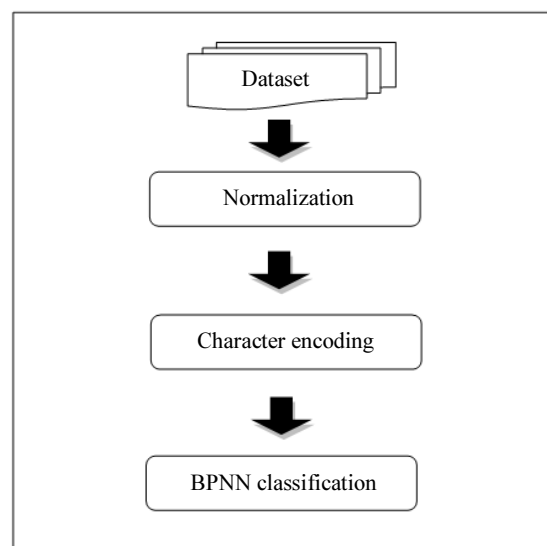 Dataset
Normalization
Character encoding
BPNN classification